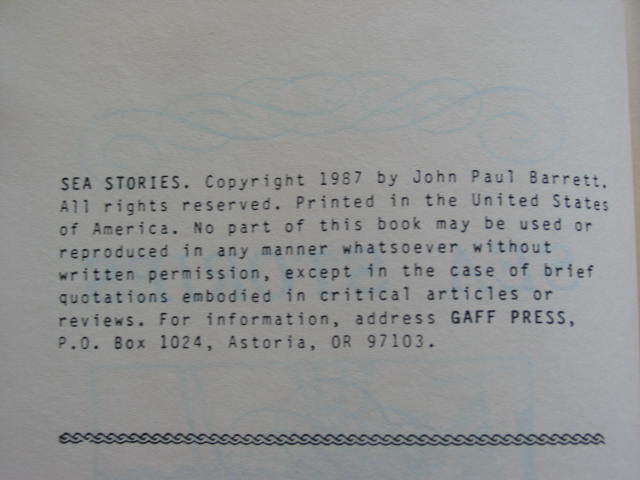 SEA STORIES. Copyright 1987 by John Paul Barrett.
All rights reserved. Printed in the United States
of America. No part of this book may be used or
reproduced in any manner whatsoever without
written permission, except in the case of brief
quotations embodied in critical articles or
reviews. For information, address GAFF PRESS,
P.O. Box 1024, Astoria, OR 97103.